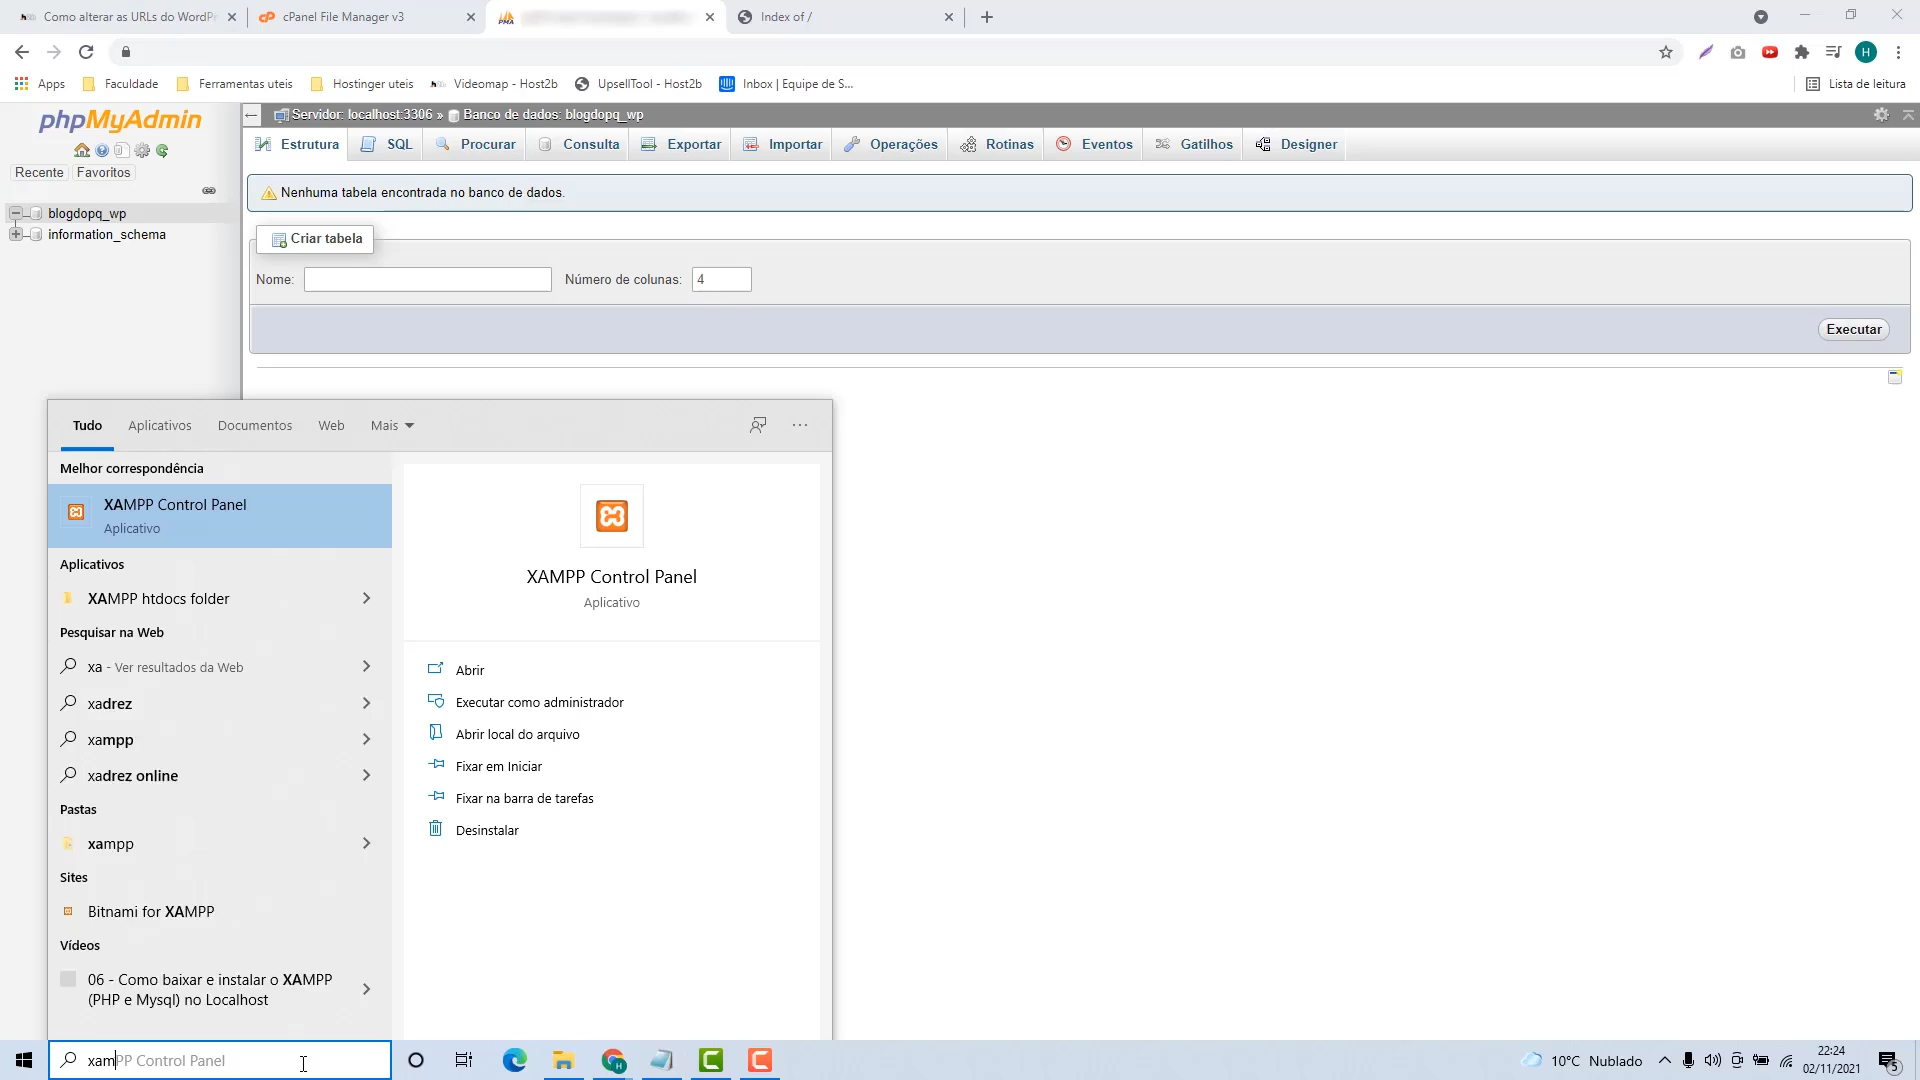 Como alterar as URLs do WordPr
cPanel File Manager v3
Index of /
Apps
Faculdade
Ferramentas uteis
Hostinger uteis
Videomap - Host2b
UpsellTool - Host2b
Inbox | Equipe de S...
Lista de leitura
phpMyAdmin
Recente
Favoritos
blogdopq_wp
information_schema
Servidor: localhost:3306 » Banco de dados: blogdopq_wp
Estrutura
SQL
Procurar
Consulta
Exportar
Importar
Operações
Rotinas
Eventos
Gatilhos
Designer
Nenhuma tabela encontrada no banco de dados.
Criar tabela
Nome:
Número de colunas:
4
Executar
Tudo
Aplicativos
Documentos
Web
Mais
Melhor correspondência
XAMPP Control Panel
Aplicativo
Aplicativos
XAMPP htdocs folder
Pesquisar na Web
xa - Ver resultados da Web
xadrez
xampp
xadrez online
Pastas
xampp
Sites
Bitnami for XAMPP
Vídeos
06 - Como baixar e instalar o XAMPP
(PHP e Mysql) no Localhost
XAMPP Control Panel
Aplicativo
Abrir
Executar como administrador
Abrir local do arquivo
Fixar em Iniciar
Fixar na barra de tarefas
Desinstalar
xamPP Control Panel
10°C Nublado
22:24
02/11/2021
5